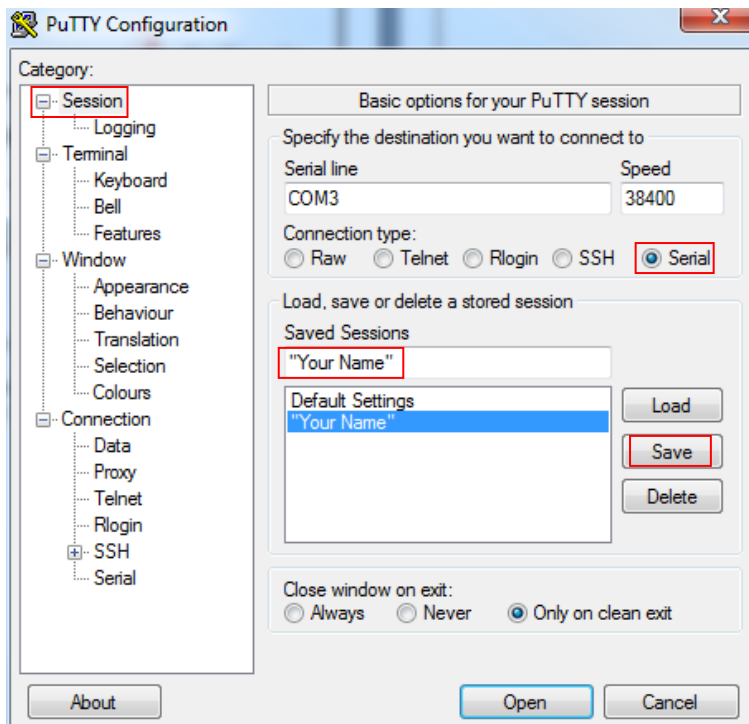 PuTTY Configuration
Category:
Session
Logging
Terminal
Keyboard
Bell
Features
Window
Appearance
Behaviour
Translation
Selection
Colours
Connection
Data
Proxy
Telnet
Rlogin
SSH
Serial
Basic options for your PuTTY session
Specify the destination you want to connect to
Serial line Speed
COM3 38400
Connection type:
Raw Telnet Rlogin SSH Serial
Load, save or delete a stored session
Saved Sessions
"Your Name"
Default Settings
"Your Name"
Load
Save
Delete
Close window on exit:
Always Never Only on clean exit
About Open Cancel